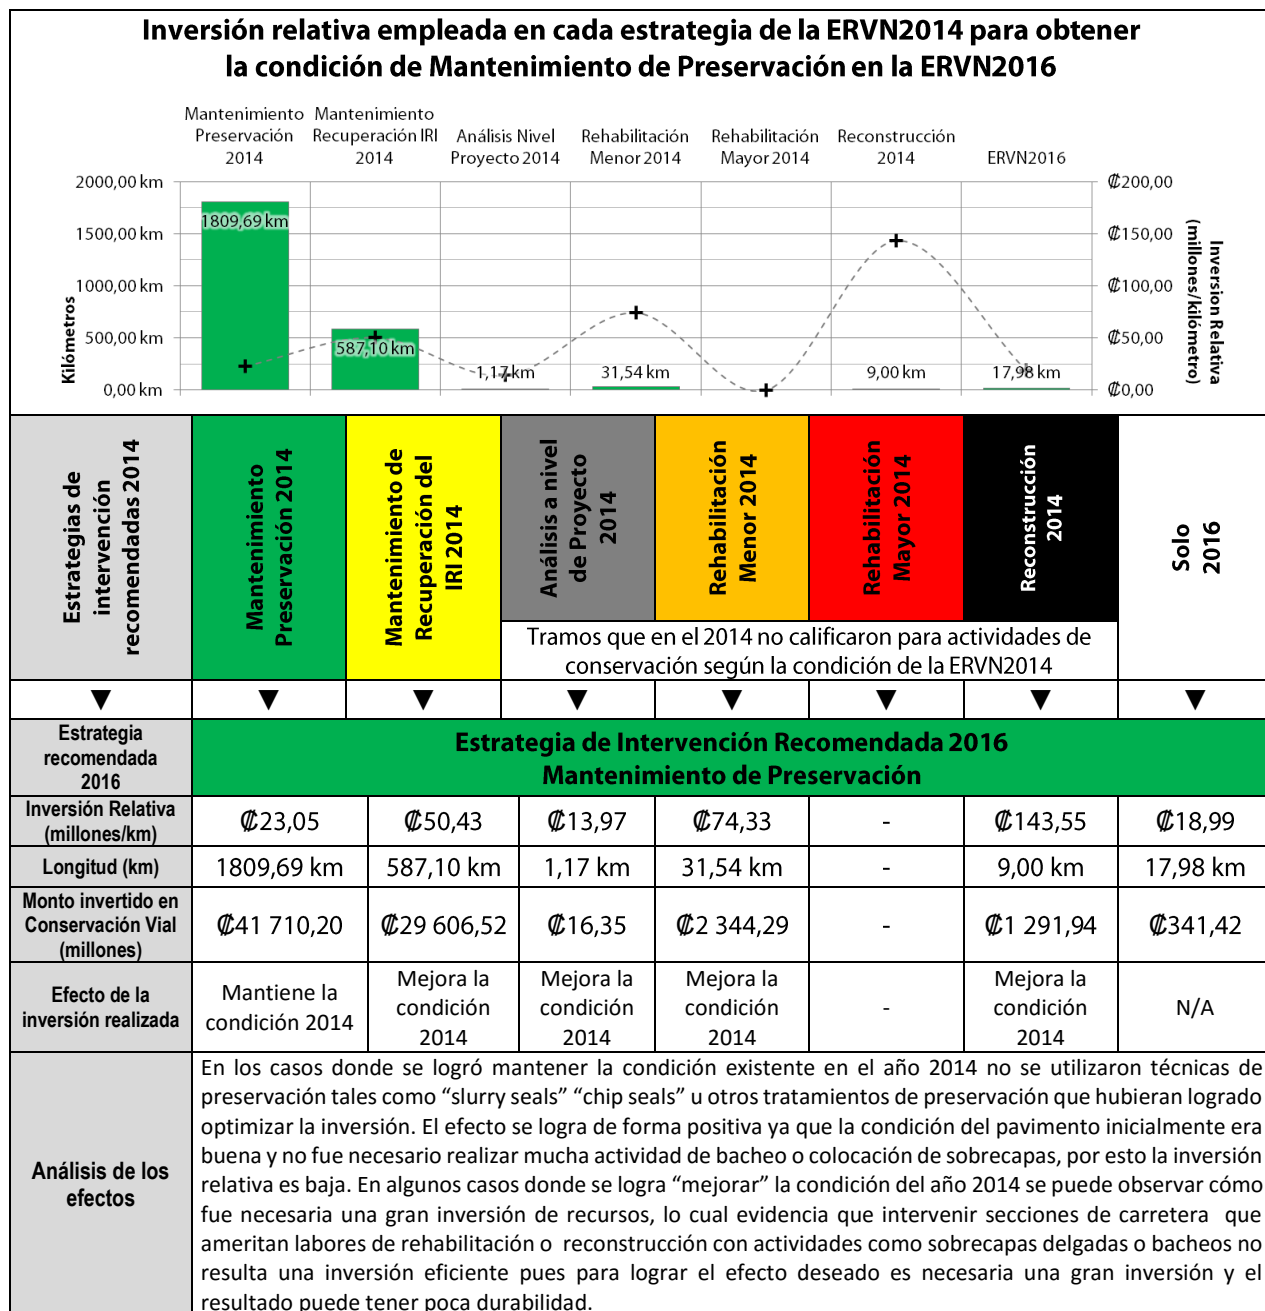 Inversión relativa empleada en cada estrategia de la ERVN2014 para obtener
la condición de Mantenimiento de Preservación en la ERVN2016
Mantenimiento
Preservación
2014
Mantenimiento
Recuperación IRI
2014
Análisis Nivel
Proyecto 2014
Rehabilitación
Menor 2014
Rehabilitación
Mayor 2014
Reconstrucción
2014
ERVN2016
Kilómetros
2000,00 km
1500,00 km
1000,00 km
500,00 km
0,00 km
1809,69 km
587,10 km
1,17 km
31,54 km
9,00 km
17,98 km
₡200,00
₡150,00
₡100,00
₡50,00
₡0,00
Inversion Relativa
(millones/kilómetro)
Estrategias de
intervención
recomendadas 2014
Mantenimiento
Preservación 2014
Mantenimiento de
Recuperación del
IRI 2014
Análisis a nivel
de Proyecto
2014
Rehabilitación
Menor 2014
Rehabilitación
Mayor 2014
Reconstrucción
2014
Solo
2016
Tramos que en el 2014 no calificaron para actividades de
conservación según la condición de la ERVN2014
▼ ▼ ▼ ▼ ▼ ▼ ▼ ▼
Estrategia
recomendada
2016
Estrategia de Intervención Recomendada 2016
Mantenimiento de Preservación
Inversión Relativa
(millones/km)
₡23,05
₡50,43
₡13,97
₡74,33
-
₡143,55
₡18,99
Longitud (km)
1809,69 km
587,10 km
1,17 km
31,54 km
-
9,00 km
17,98 km
Monto invertido en
Conservación Vial
(millones)
₡41 710,20
₡29 606,52
₡16,35
₡2 344,29
-
₡1 291,94
₡341,42
Efecto de la
inversión realizada
Mantiene la
condición 2014
Mejora la
condición
2014
Mejora la
condición
2014
Mejora la
condición
2014
-
Mejora la
condición
2014
N/A
Análisis de los
efectos
En los casos donde se logró mantener la condición existente en el año 2014 no se utilizaron técnicas de
preservación tales como “slurry seals” “chip seals” u otros tratamientos de preservación que hubieran logrado
optimizar la inversión. El efecto se logra de forma positiva ya que la condición del pavimento inicialmente era
buena y no fue necesario realizar mucha actividad de bacheo o colocación de sobrecapas, por esto la inversión
relativa es baja. En algunos casos donde se logra “mejorar” la condición del año 2014 se puede observar cómo
fue necesaria una gran inversión de recursos, lo cual evidencia que intervenir secciones de carretera que
ameritan labores de rehabilitación o reconstrucción con actividades como sobrecapas delgadas o bacheos no
resulta una inversión eficiente pues para lograr el efecto deseado es necesaria una gran inversión y el
resultado puede tener poca durabilidad.